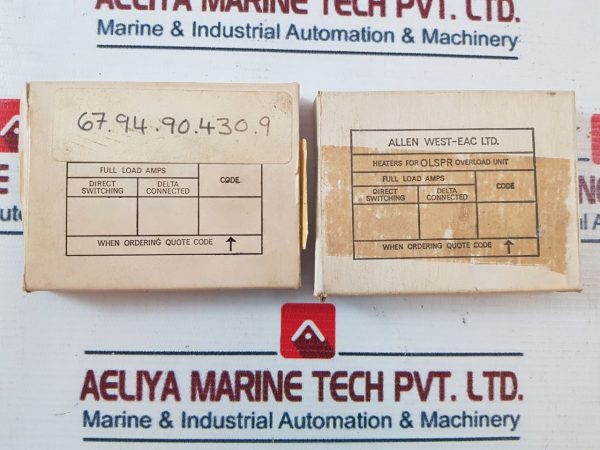 AELIYA MARINE TECH PVT. LTD.
Marine & Industrial Automation & Machinery
67.94.90.430.9
FULL LOAD AMPS
CODE
DIRECT SWITCHING
DELTA CONNECTED
WHEN ORDERING QUOTE CODE ↑
ALLEN WEST-EAC LTD.
HEATERS FOR OLSPR OVERLOAD UNIT
FULL LOAD AMPS
CODE
DIRECT SWITCHING
DELTA CONNECTED
WHEN ORDERING QUOTE CODE ↑
AELIYA MARINE TECH PVT. LTD.
Marine & Industrial Automation & Machinery